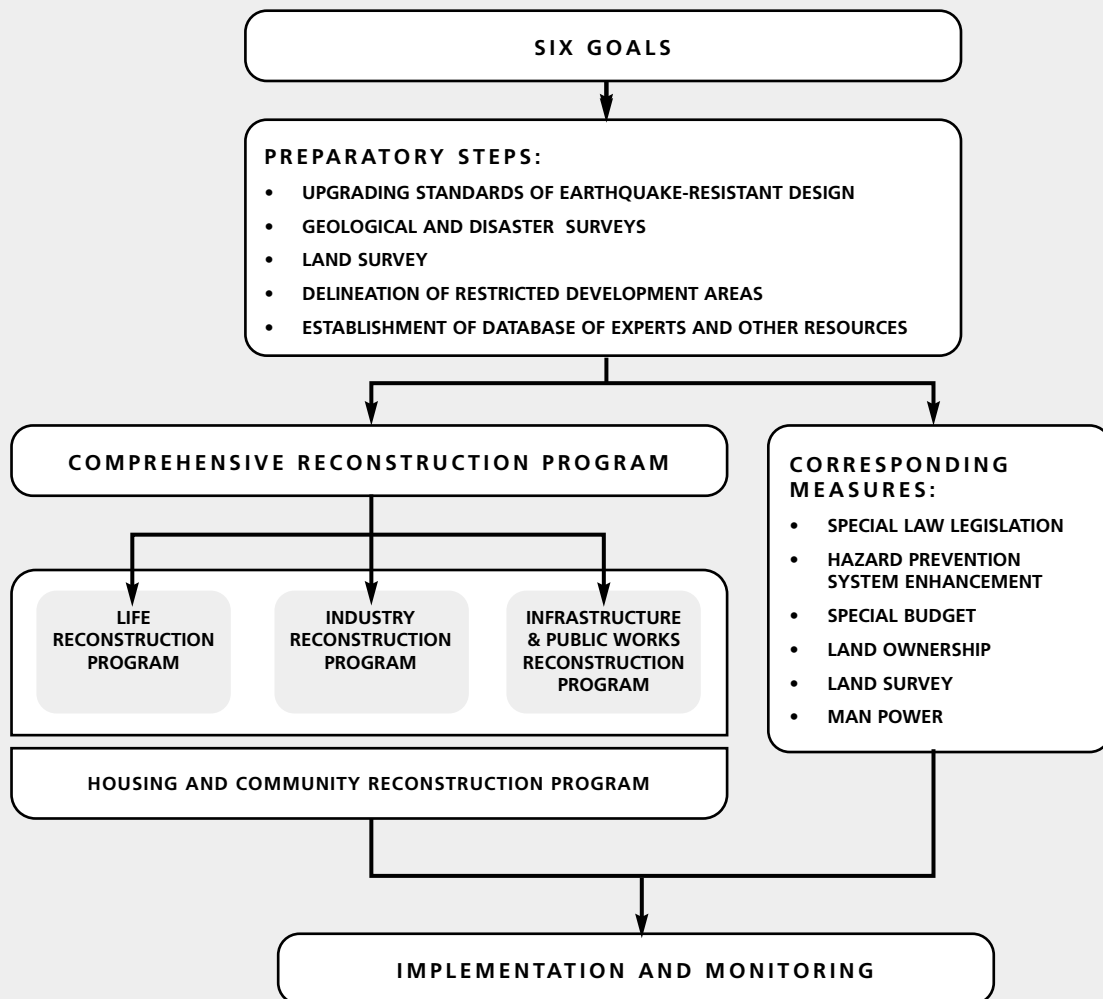 SIX GOALS
PREPARATORY STEPS:
• UPGRADING STANDARDS OF EARTHQUAKE-RESISTANT DESIGN
• GEOLOGICAL AND DISASTER SURVEYS
• LAND SURVEY
• DELINEATION OF RESTRICTED DEVELOPMENT AREAS
• ESTABLISHMENT OF DATABASE OF EXPERTS AND OTHER RESOURCES
COMPREHENSIVE RECONSTRUCTION PROGRAM
LIFE
RECONSTRUCTION
PROGRAM
INDUSTRY
RECONSTRUCTION
PROGRAM
INFRASTRUCTURE
& PUBLIC WORKS
RECONSTRUCTION
PROGRAM
HOUSING AND COMMUNITY RECONSTRUCTION PROGRAM
CORRESPONDING
MEASURES:
• SPECIAL LAW LEGISLATION
• HAZARD PREVENTION
SYSTEM ENHANCEMENT
• SPECIAL BUDGET
• LAND OWNERSHIP
• LAND SURVEY
• MAN POWER
IMPLEMENTATION AND MONITORING